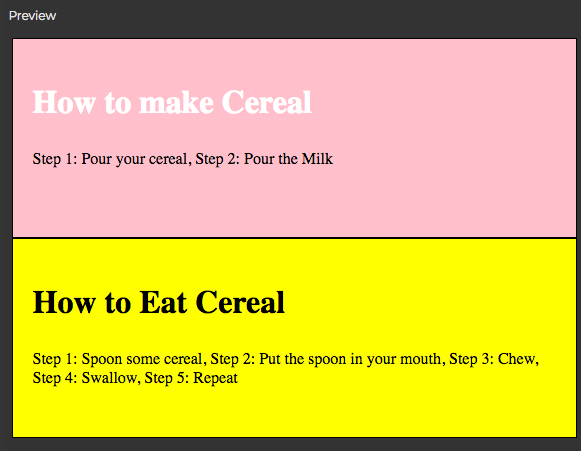 Preview
How to make Cereal
Step 1: Pour your cereal, Step 2: Pour the Milk
How to Eat Cereal
Step 1: Spoon some cereal, Step 2: Put the spoon in your mouth, Step 3: Chew,
Step 4: Swallow, Step 5: Repeat